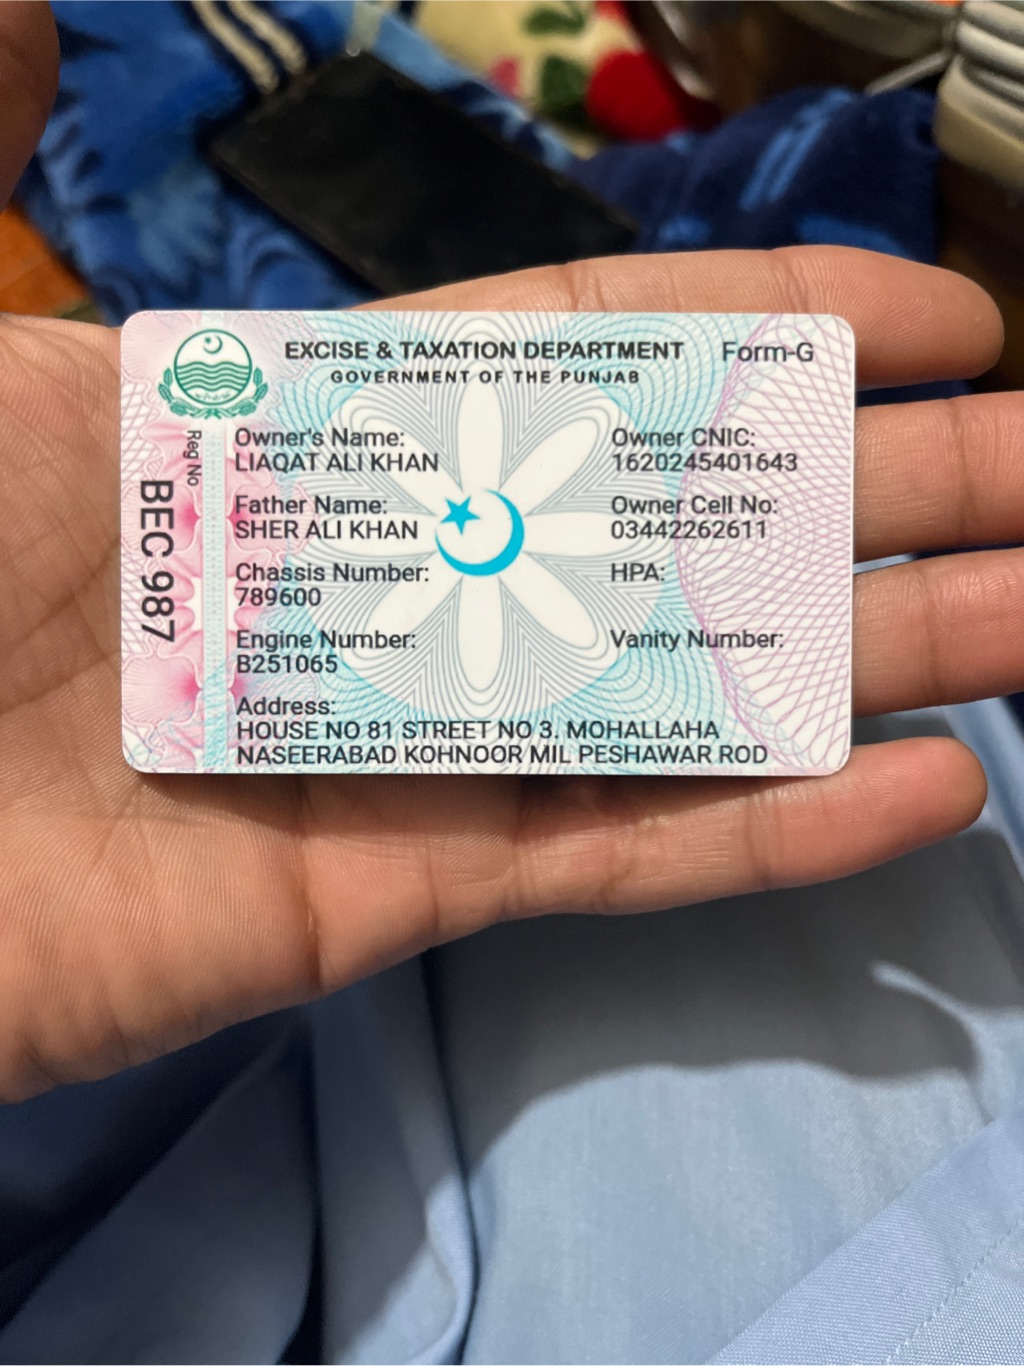 EXCISE & TAXATION DEPARTMENT
Form-G
GOVERNMENT OF THE PUNJAB
Reg No
BEC 987
Owner's Name:
LIAQAT ALI KHAN
Owner CNIC:
1620245401643
Father Name:
SHER ALI KHAN
Owner Cell No:
03442262611
Chassis Number:
789600
HPA:
Engine Number:
B251065
Vanity Number:
Address:
HOUSE NO 81 STREET NO 3. MOHALLAHA
NASEERABAD KOHNOOR MIL PESHAWAR ROD